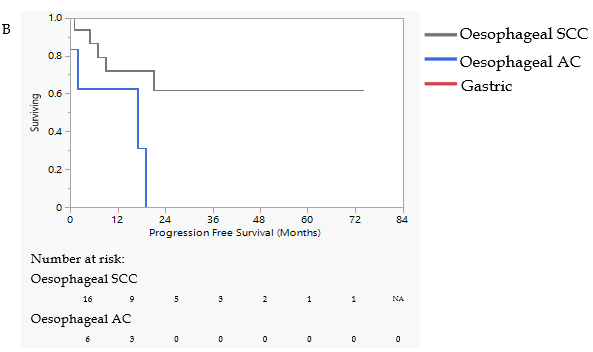 B
Oesophageal SCC
Oesophageal AC
Gastric
Surviving
1.0
0.8
0.6
0.4
0.2
0
0 12 24 36 48 60 72 84
Progression Free Survival (Months)
Number at risk:
Oesophageal SCC
16 9 5 3 2 1 1 NA
Oesophageal AC
6 3 0 0 0 0 0 0